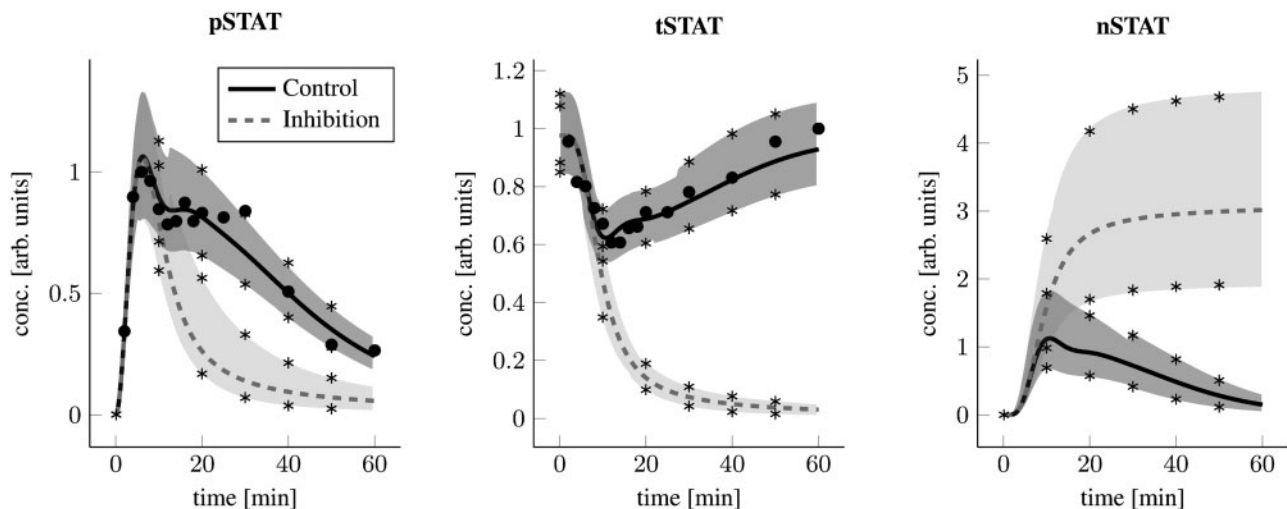 pSTAT
Control
Inhibition
conc. [arb. units]
1
0.5
0
0
20
40
60
time [min]
tSTAT
conc. [arb. units]
1.2
1
0.8
0.6
0.4
0.2
0
0
20
40
60
time [min]
nSTAT
conc. [arb. units]
5
4
3
2
1
0
0
20
40
60
time [min]